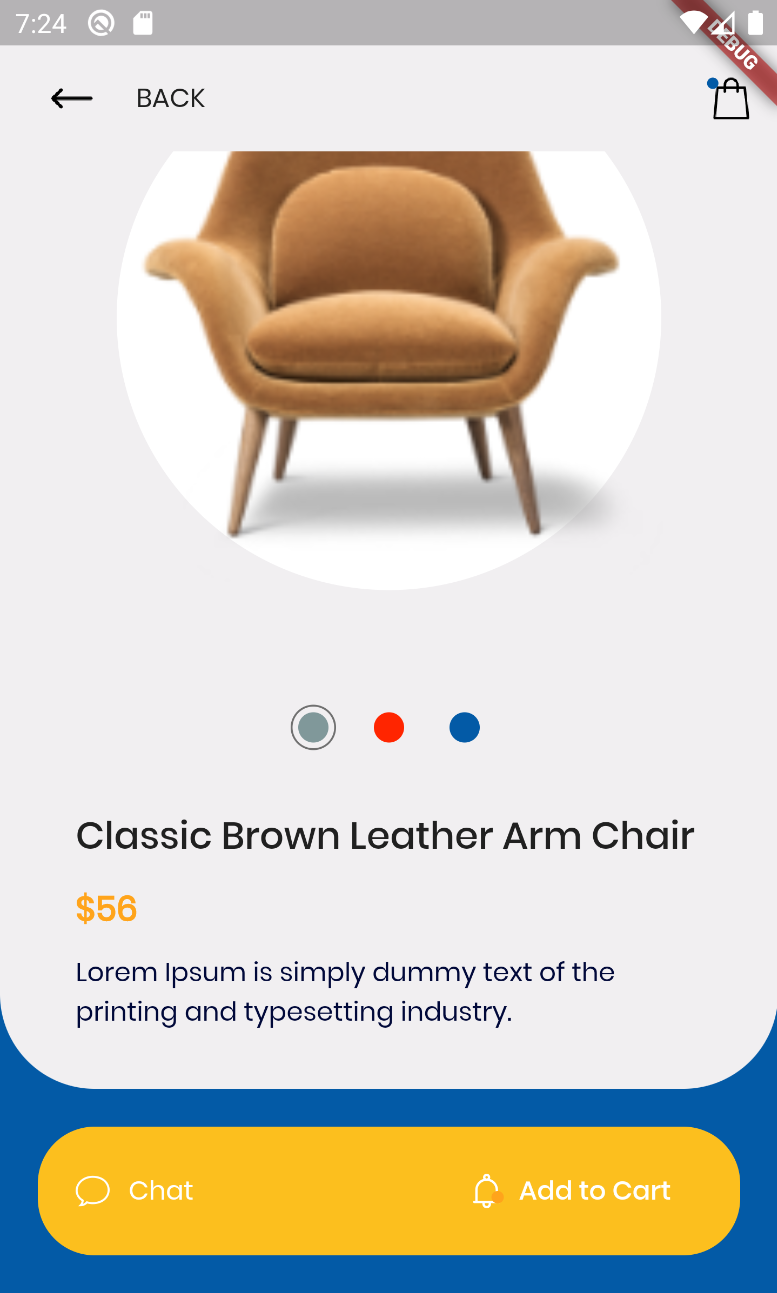 7:24
DEBUG
BACK
Classic Brown Leather Arm Chair
$56
Lorem Ipsum is simply dummy text of the
printing and typesetting industry.
Chat
Add to Cart